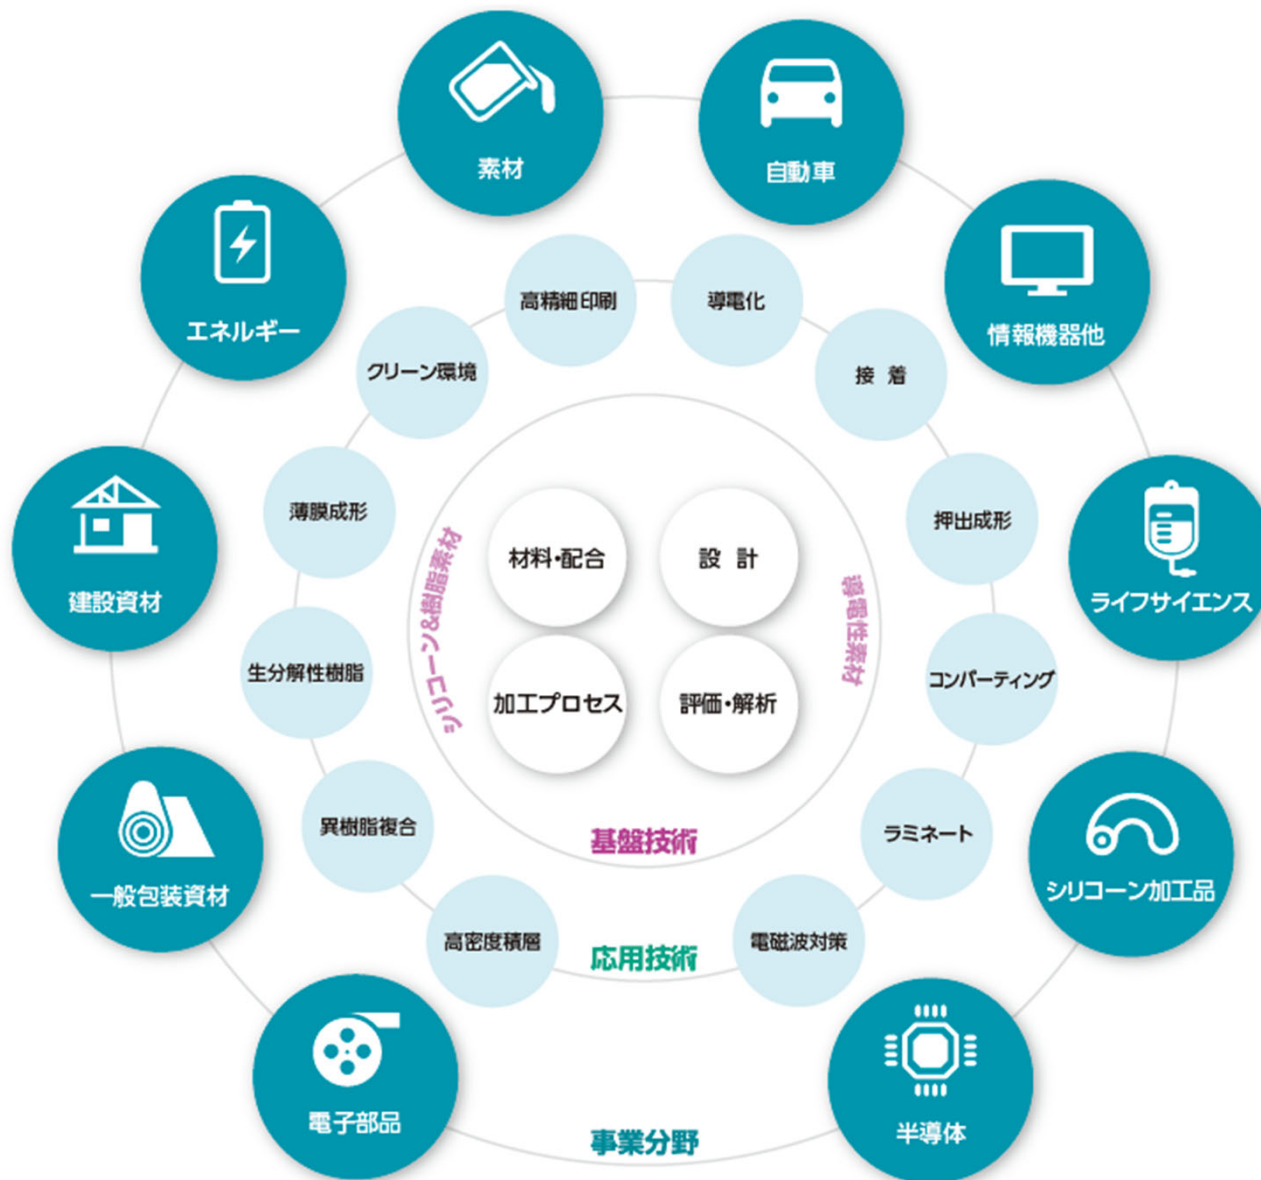 素材
自動車
エネルギー
情報機器他
高精細印刷
導電化
クリーン環境
接 着
薄膜成形
押出成形
建設資材
ライフサイエンス
シリコーン&樹脂素材
材料・配合
設 計
導電性素材
生分解性樹脂
コンバーティング
加工プロセス
評価・解析
異樹脂複合
ラミネート
基盤技術
一般包装資材
シリコーン加工品
高密度積層
応用技術
電磁波対策
電子部品
半導体
事業分野